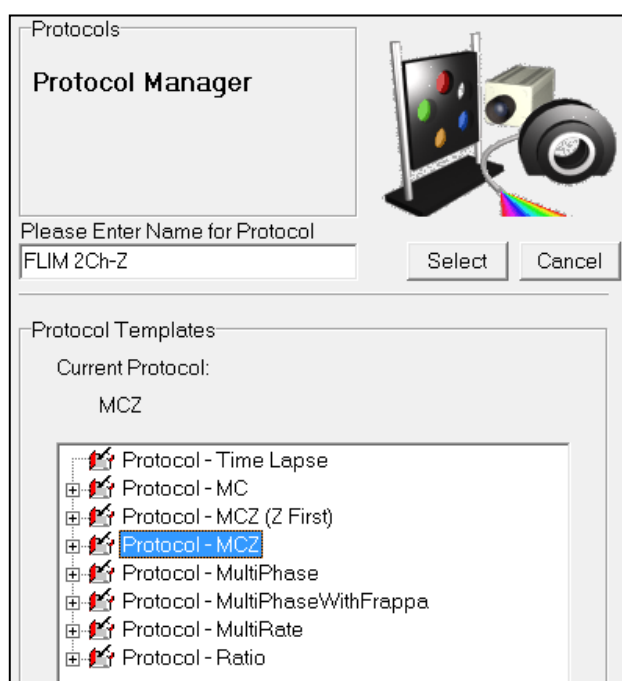 Protocols
Protocol Manager
Please Enter Name for Protocol
FLIM 2Ch-Z
Select
Cancel
Protocol Templates
Current Protocol:
MCZ
Protocol - Time Lapse
Protocol - MC
Protocol - MCZ (Z First)
Protocol - MCZ
Protocol - MultiPhase
Protocol - MultiPhaseWithFrappa
Protocol - MultiRate
Protocol - Ratio